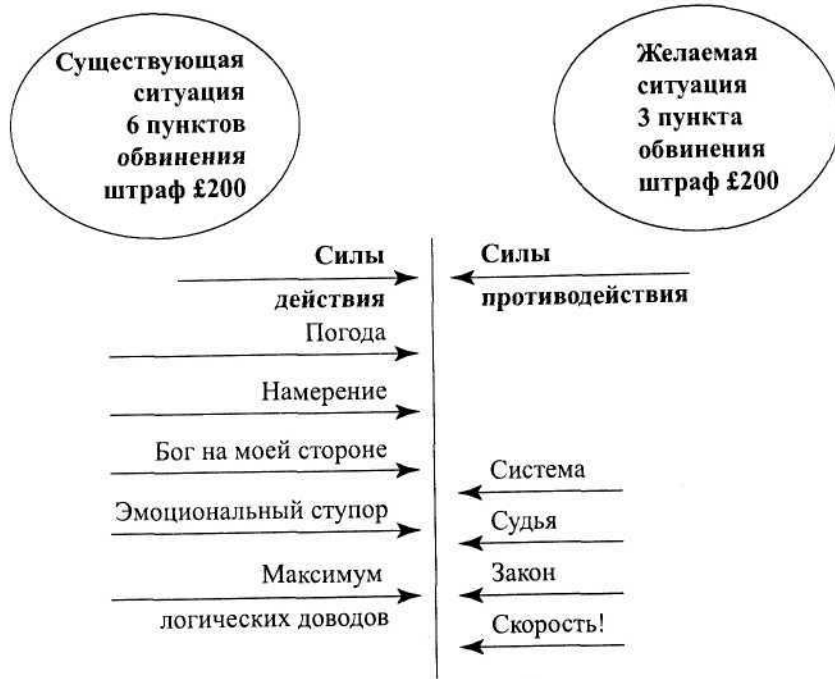 Существующая
ситуация
6 пунктов
обвинения
штраф £200
Желаемая
ситуация
3 пункта
обвинения
штраф £200
Силы
действия
Силы
противодействия
Погода
Намерение
Бог на моей стороне
Эмоциональный ступор
Максимум
логических доводов
Система
Судья
Закон
Скорость!